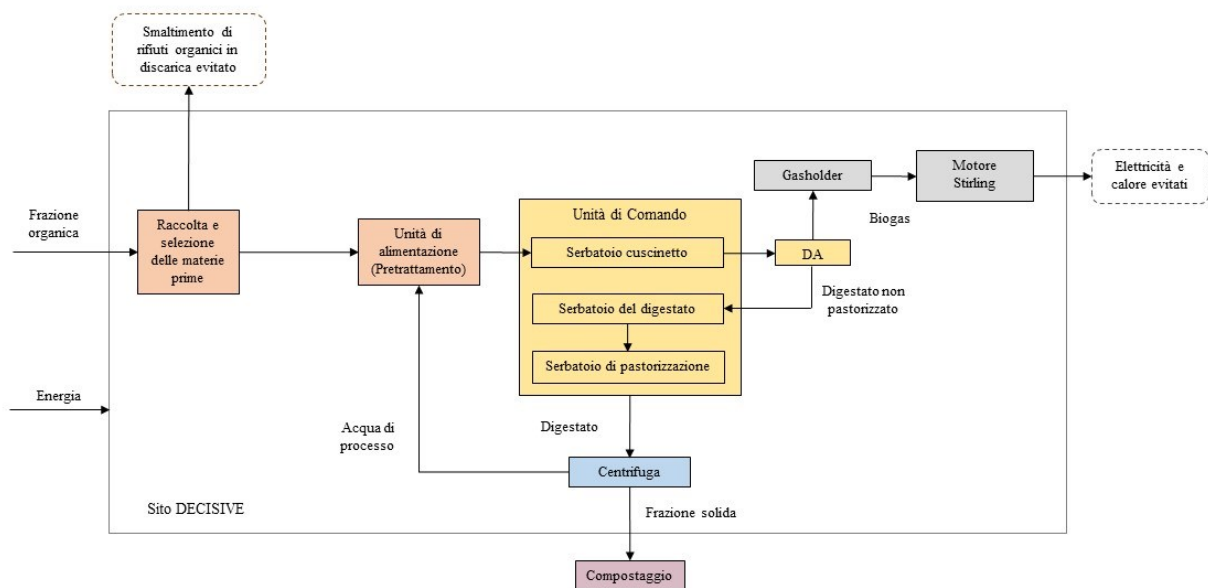 Smaltimento di
rifiuti organici in
discarica evitato
Frazione
organica
Raccolta e
selezione
delle materie
prime
Unità di
alimentazione
(Pretrattamento)
Unità di Comando
Serbatoio cuscinetto
Serbatoio del digestato
Serbatoio di pastorizzazione
Gasholder
Motore
Stirling
Elettricità e
calore evitati
Biogas
DA
Digestato non
pastorizzato
Energia
Acqua di
processo
Digestato
Centrifuga
Sito DECISIVE
Frazione solida
Compostaggio